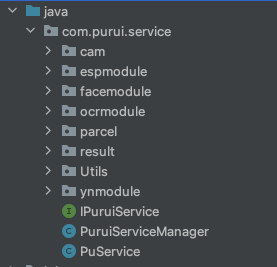 java
com.purui.service
cam
espmodule
facemodule
ocrmodule
parcel
result
Utils
ynmodule
IPuruiService
PuruiServiceManager
PuService